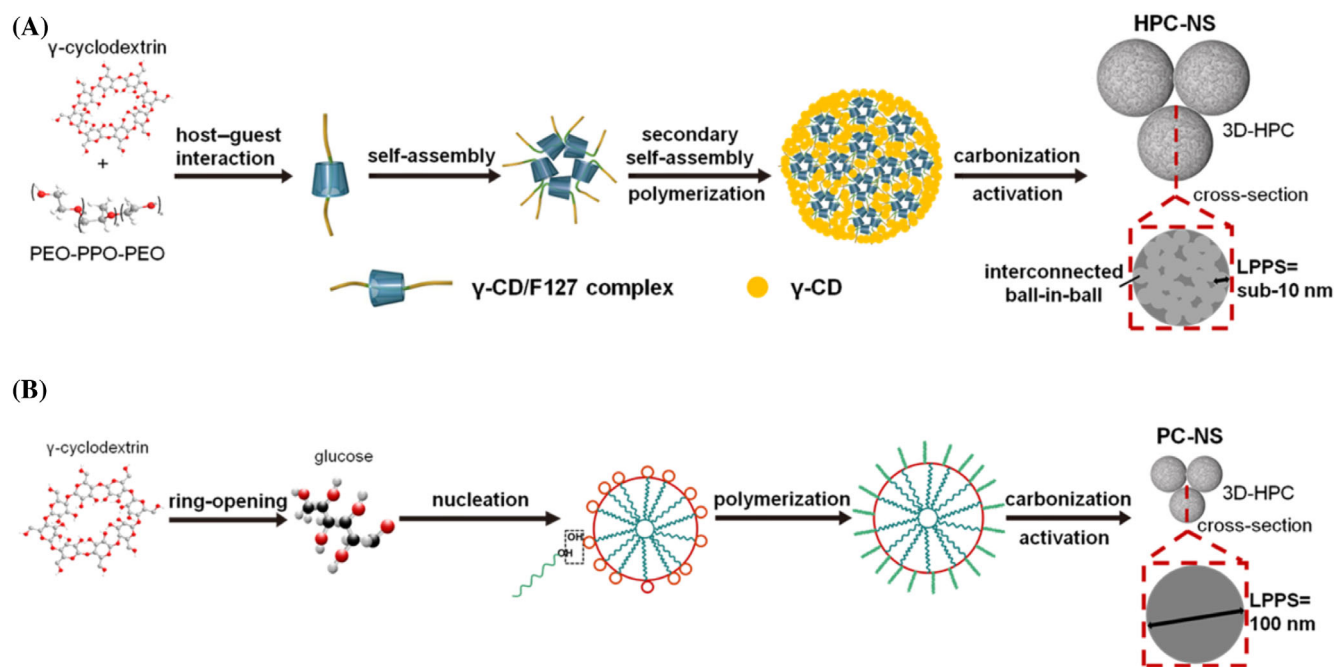 (A)
γ-cyclodextrin
+
PEO-PPO-PEO
host–guest
interaction
self-assembly
secondary
self-assembly
polymerization
carbonization
activation
HPC-NS
3D-HPC
cross-section
interconnected
ball-in-ball
LPPS=
sub-10 nm
γ-CD/F127 complex
γ-CD
(B)
γ-cyclodextrin
ring-opening
glucose
nucleation
OH
OH
polymerization
carbonization
activation
PC-NS
3D-HPC
cross-section
LPPS=
100 nm